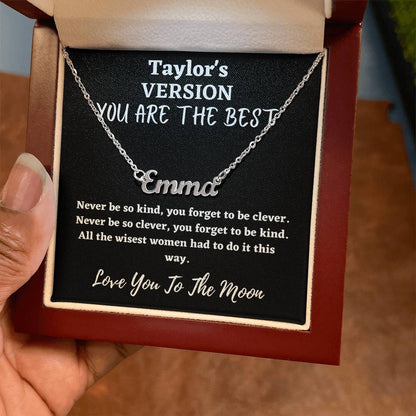 Taylor's
VERSION
YOU ARE THE BEST
Emma
Never be so kind, you forget to be clever.
Never be so clever, you forget to be kind.
All the wisest women had to do it this
way.
Love You To The Moon